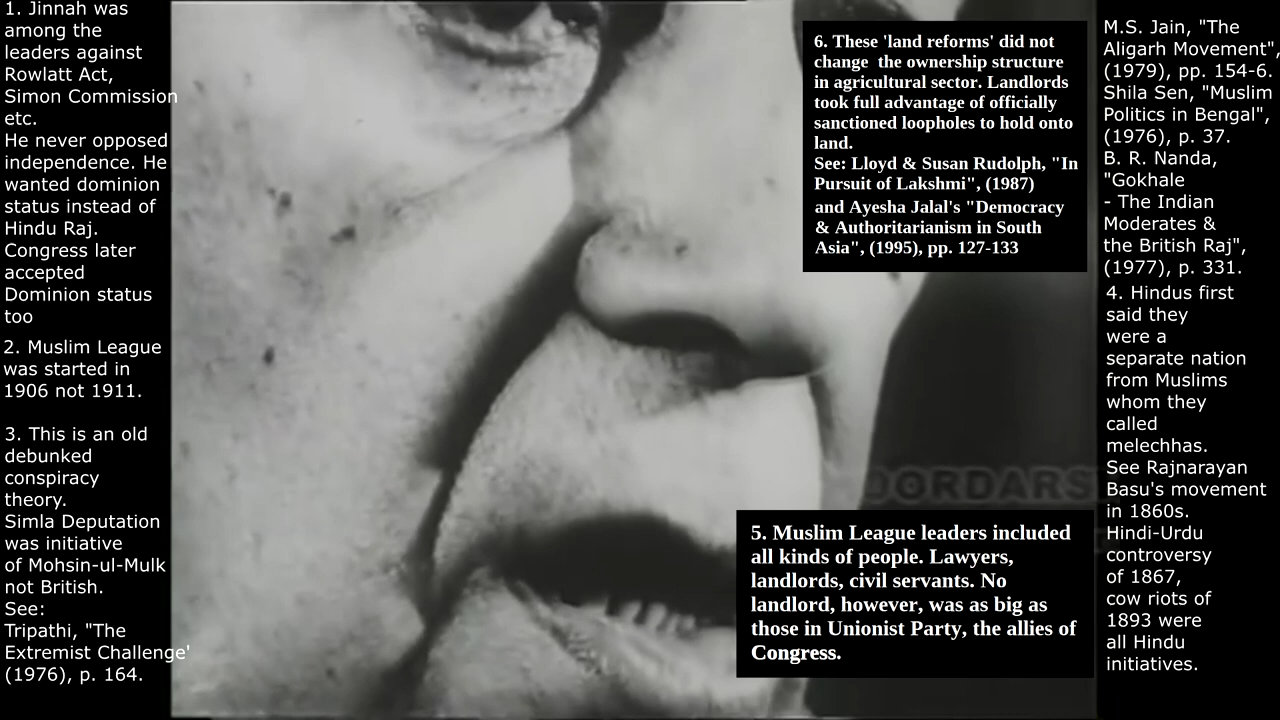 1. Jinnah was
among the
leaders against
Rowlatt Act,
Simon Commission
etc.
He never opposed
independence. He
wanted dominion
status instead of
Hindu Raj.
Congress later
accepted
Dominion status
too
2. Muslim League
was started in
1906 not 1911.
3. This is an old
debunked
conspiracy
theory.
Simla Deputation
was initiative
of Mohsin-ul-Mulk
not British.
See:
Tripathi, "The
Extremist Challenge'
(1976), p. 164.
M.S. Jain, "The
Aligarh Movement",
(1979), pp. 154-6.
Shila Sen, "Muslim
Politics in Bengal",
(1976), p. 37.
B. R. Nanda,
"Gokhale
- The Indian
Moderates &
the British Raj",
(1977), p. 331.
4. Hindus first
said they
were a
separate nation
from Muslims
whom they
called
melechhas.
See Rajnarayan
Basu's movement
in 1860s.
Hindi-Urdu
controversy
of 1867,
cow riots of
1893 were
all Hindu
initiatives.
5. Muslim League leaders included
all kinds of people. Lawyers,
landlords, civil servants. No
landlord, however, was as big as
those in Unionist Party, the allies of
Congress.
6. These 'land reforms' did not
change the ownership structure
in agricultural sector. Landlords
took full advantage of officially
sanctioned loopholes to hold onto
land.
See: Lloyd & Susan Rudolph, "In
Pursuit of Lakshmi", (1987)
and Ayesha Jalal's "Democracy
& Authoritarianism in South
Asia", (1995), pp. 127-133